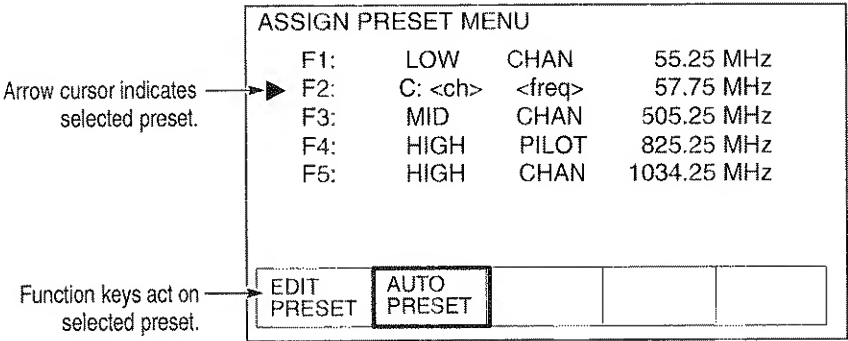 ASSIGN PRESET MENU
F1: LOW CHAN 55.25 MHz
Arrow cursor indicates selected preset.
F2: C: <ch> <freq> 57.75 MHz
F3: MID CHAN 505.25 MHz
F4: HIGH PILOT 825.25 MHz
F5: HIGH CHAN 1034.25 MHz
Function keys act on selected preset.
EDIT PRESET
AUTO PRESET